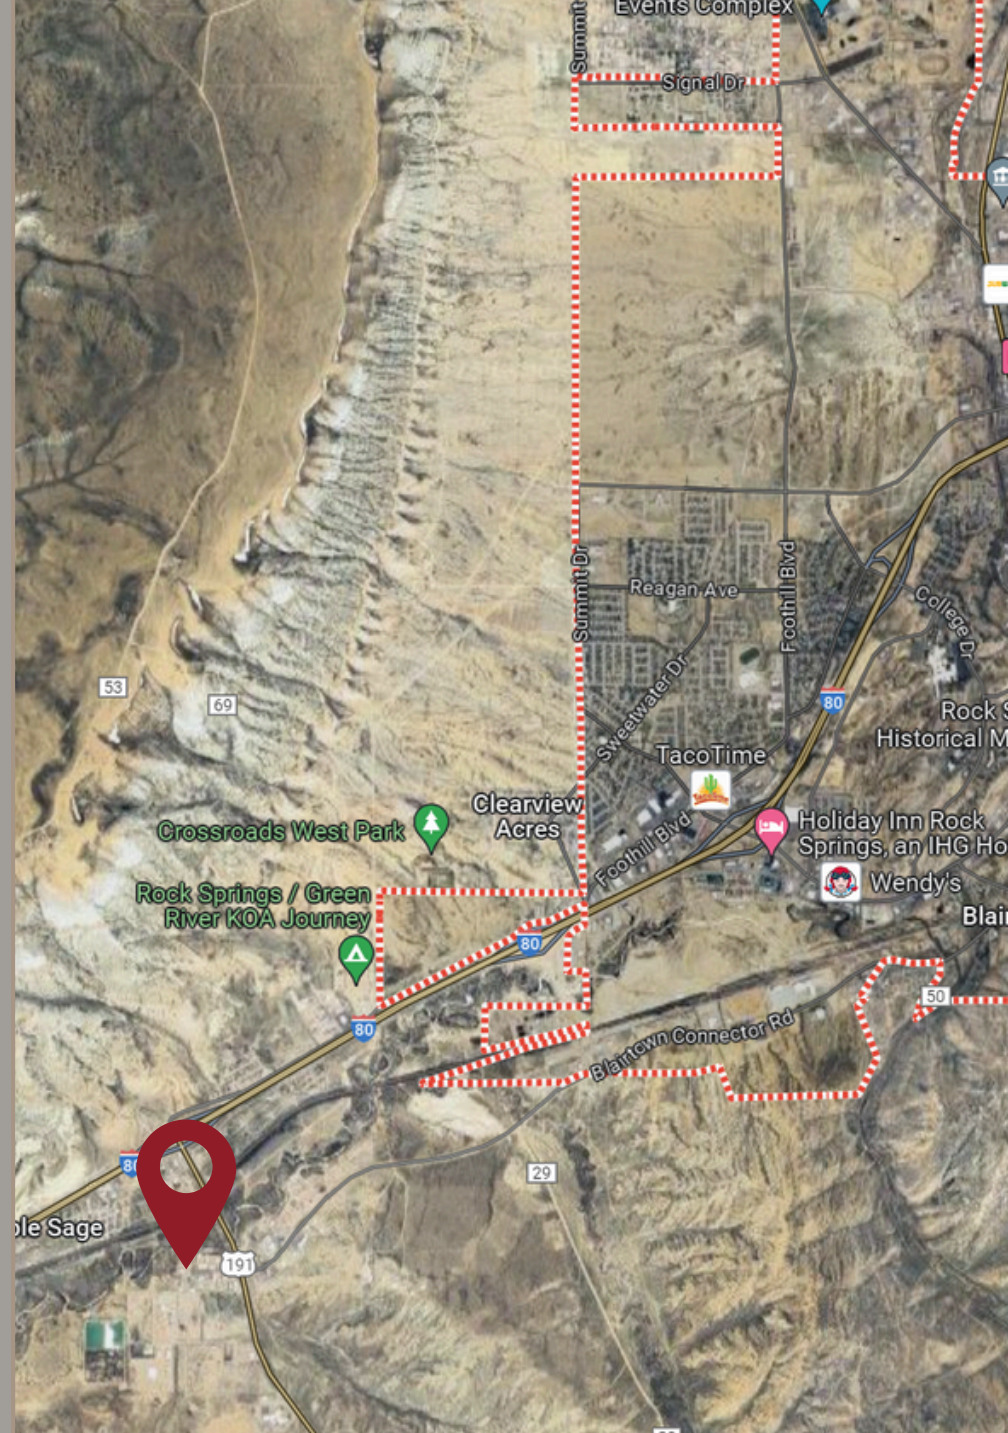 Events Complex
Summit
Signal Dr
Summit Dr
Reagan Ave
Foothill Blvd
College Dr
53
69
80
Sweetwater Dr
Rock S
Historical M
TacoTime
Clearview
Acres
Crossroads West Park
Foothill Blvd
Holiday Inn Rock
Springs, an IHG Ho
Wendy's
Rock Springs / Green
River KOA Journey
Blair
80
50
80
Blairtown Connector Rd
80
29
ple Sage
191